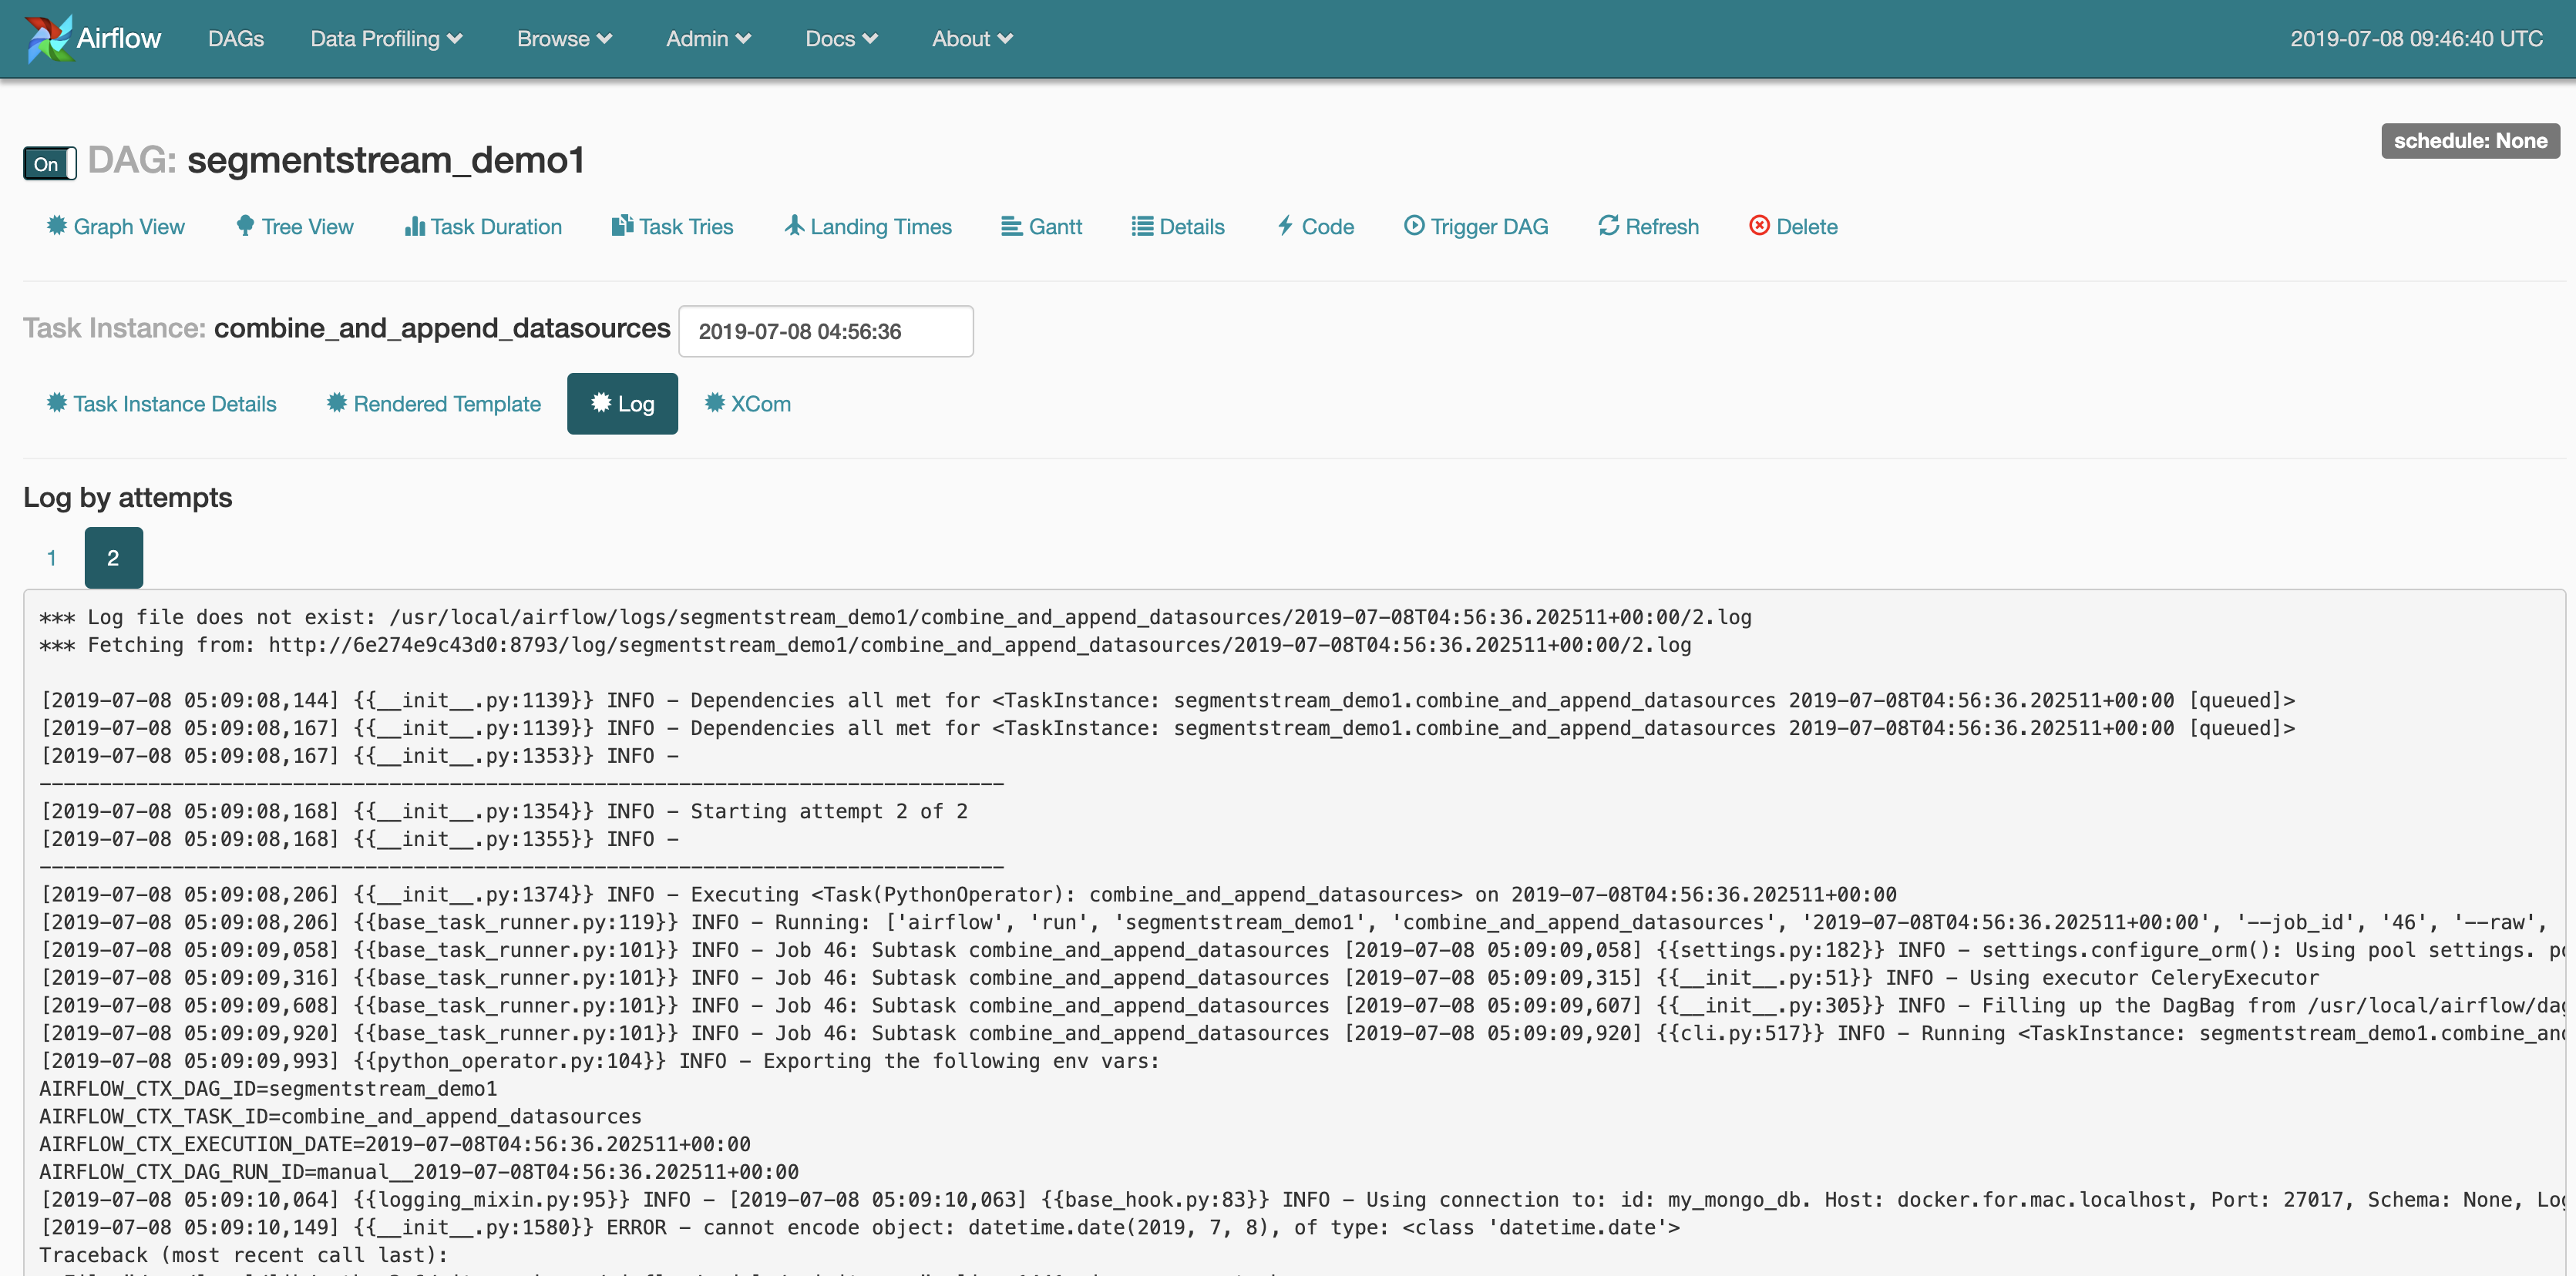 Airflow DAGs Data Profiling Browse Admin Docs About 2019-07-08 09:46:40 UTC
schedule: None
On DAG: segmentstream_demo1
Graph View Tree View Task Duration Task Tries Landing Times Gantt Details Code Trigger DAG Refresh Delete
Task Instance: combine_and_append_datasources 2019-07-08 04:56:36
Task Instance Details Rendered Template Log XCom
Log by attempts
1 2
*** Log file does not exist: /usr/local/airflow/logs/segmentstream_demo1/combine_and_append_datasources/2019-07-08T04:56:36.202511+00:00/2.log
*** Fetching from: http://6e274e9c43d0:8793/log/segmentstream_demo1/combine_and_append_datasources/2019-07-08T04:56:36.202511+00:00/2.log
[2019-07-08 05:09:08,144] {{__init__.py:1139}} INFO - Dependencies all met for <TaskInstance: segmentstream_demo1.combine_and_append_datasources 2019-07-08T04:56:36.202511+00:00 [queued]>
[2019-07-08 05:09:08,167] {{__init__.py:1139}} INFO - Dependencies all met for <TaskInstance: segmentstream_demo1.combine_and_append_datasources 2019-07-08T04:56:36.202511+00:00 [queued]>
[2019-07-08 05:09:08,167] {{__init__.py:1353}} INFO -
--------------------------------------------------------------------------------
[2019-07-08 05:09:08,168] {{__init__.py:1354}} INFO - Starting attempt 2 of 2
[2019-07-08 05:09:08,168] {{__init__.py:1355}} INFO -
--------------------------------------------------------------------------------
[2019-07-08 05:09:08,206] {{__init__.py:1374}} INFO - Executing <Task(PythonOperator): combine_and_append_datasources> on 2019-07-08T04:56:36.202511+00:00
[2019-07-08 05:09:08,206] {{base_task_runner.py:119}} INFO - Running: ['airflow', 'run', 'segmentstream_demo1', 'combine_and_append_datasources', '2019-07-08T04:56:36.202511+00:00', '--job_id', '46', '--raw',
[2019-07-08 05:09:09,058] {{base_task_runner.py:101}} INFO - Job 46: Subtask combine_and_append_datasources [2019-07-08 05:09:09,058] {{settings.py:182}} INFO - settings.configure_orm(): Using pool settings.
[2019-07-08 05:09:09,316] {{base_task_runner.py:101}} INFO - Job 46: Subtask combine_and_append_datasources [2019-07-08 05:09:09,315] {{__init__.py:51}} INFO - Using executor CeleryExecutor
[2019-07-08 05:09:09,608] {{base_task_runner.py:101}} INFO - Job 46: Subtask combine_and_append_datasources [2019-07-08 05:09:09,607] {{__init__.py:305}} INFO - Filling up the DagBag from /usr/local/airflow/dag
[2019-07-08 05:09:09,920] {{base_task_runner.py:101}} INFO - Job 46: Subtask combine_and_append_datasources [2019-07-08 05:09:09,920] {{cli.py:517}} INFO - Running <TaskInstance: segmentstream_demo1.combine_an
[2019-07-08 05:09:09,993] {{python_operator.py:104}} INFO - Exporting the following env vars:
AIRFLOW_CTX_DAG_ID=segmentstream_demo1
AIRFLOW_CTX_TASK_ID=combine_and_append_datasources
AIRFLOW_CTX_EXECUTION_DATE=2019-07-08T04:56:36.202511+00:00
AIRFLOW_CTX_DAG_RUN_ID=manual__2019-07-08T04:56:36.202511+00:00
[2019-07-08 05:09:10,064] {{logging_mixin.py:95}} INFO - [2019-07-08 05:09:10,063] {{base_hook.py:83}} INFO - Using connection to: id: my_mongo_db. Host: docker.for.mac.localhost, Port: 27017, Schema: None, Log
[2019-07-08 05:09:10,149] {{__init__.py:1580}} ERROR - cannot encode object: datetime.date(2019, 7, 8), of type: <class 'datetime.date'>
Traceback (most recent call last):